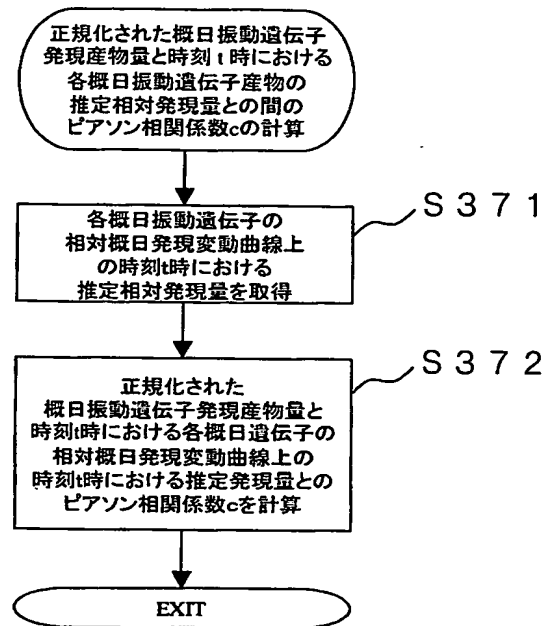 正規化された概日振動遺伝子
発現産物量と時刻t時における
各概日振動遺伝子産物の
推定相対発現量との間の
ピアソン相関係数cの計算
各概日振動遺伝子の
相対概日発現変動曲線上
の時刻t時における
推定相対発現量を取得
S371
正規化された
概日振動遺伝子発現産物量と
時刻t時における各概日遺伝子の
相対概日発現変動曲線上の
時刻t時における推定発現量との
ピアソン相関係数cを計算
S372
EXIT